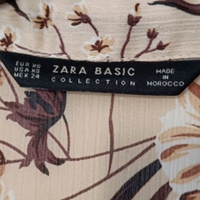 EUR XS
USA XS
MEX 24
ZARA BASIC
COLLECTION
MADE
IN
MOROCCO